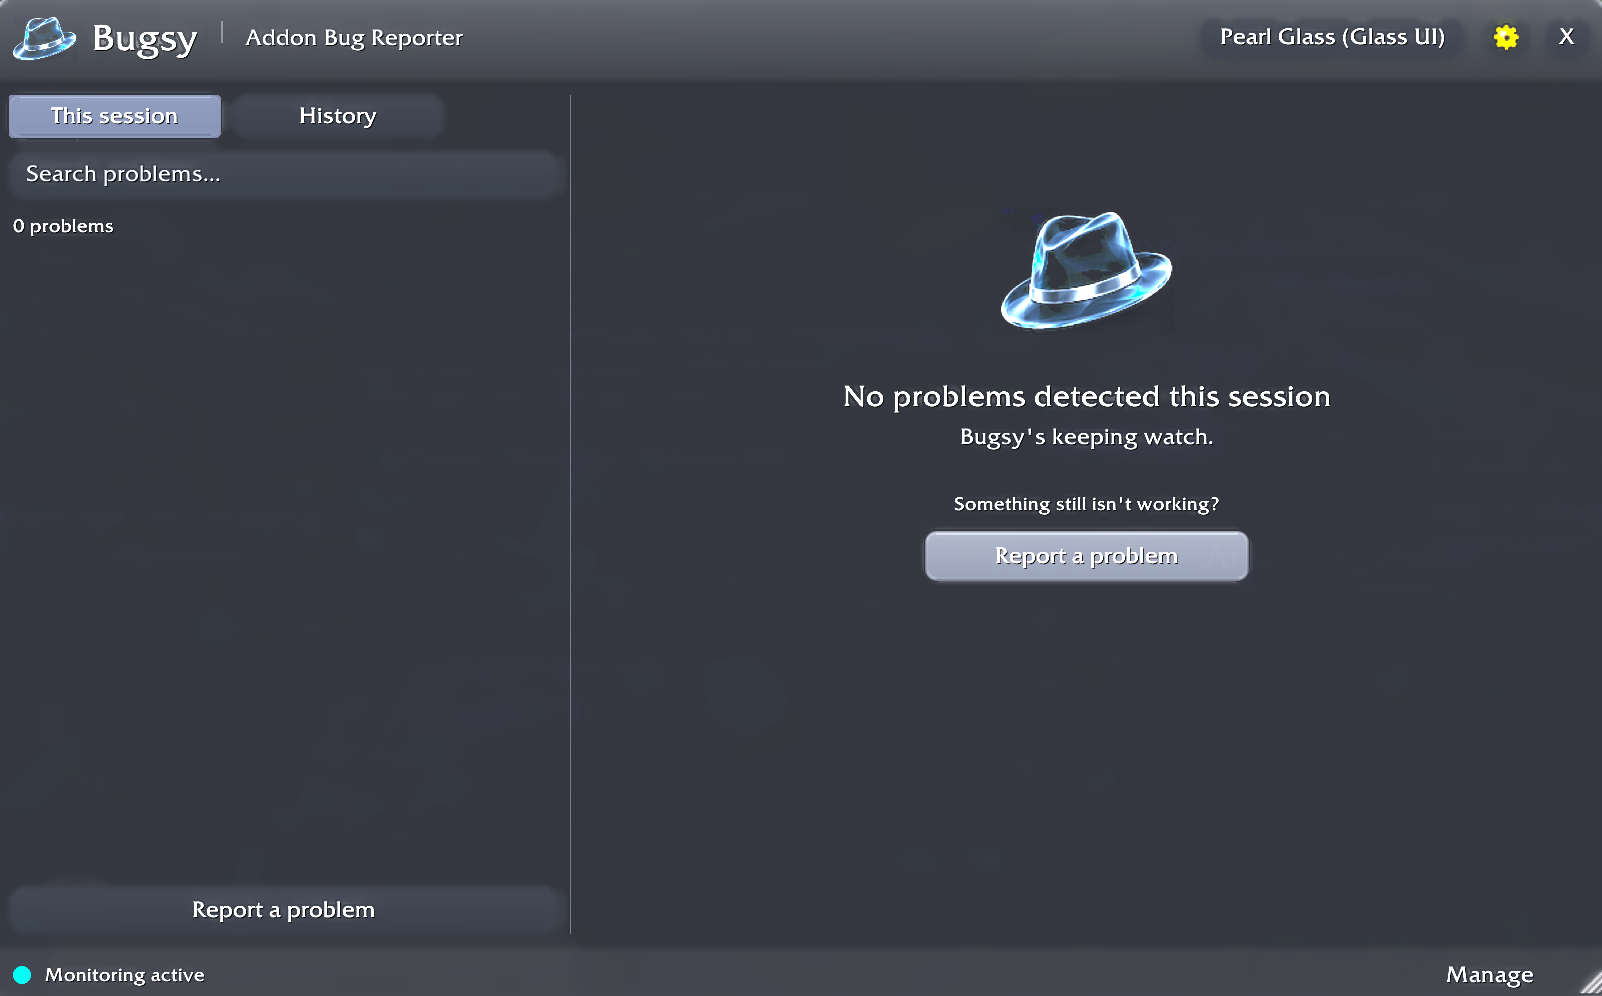 Bugsy
Addon Bug Reporter
Pearl Glass (Glass UI)
X
This session
History
Search problems...
0 problems
No problems detected this session
Bugsy's keeping watch.
Something still isn't working?
Report a problem
Report a problem
Monitoring active
Manage